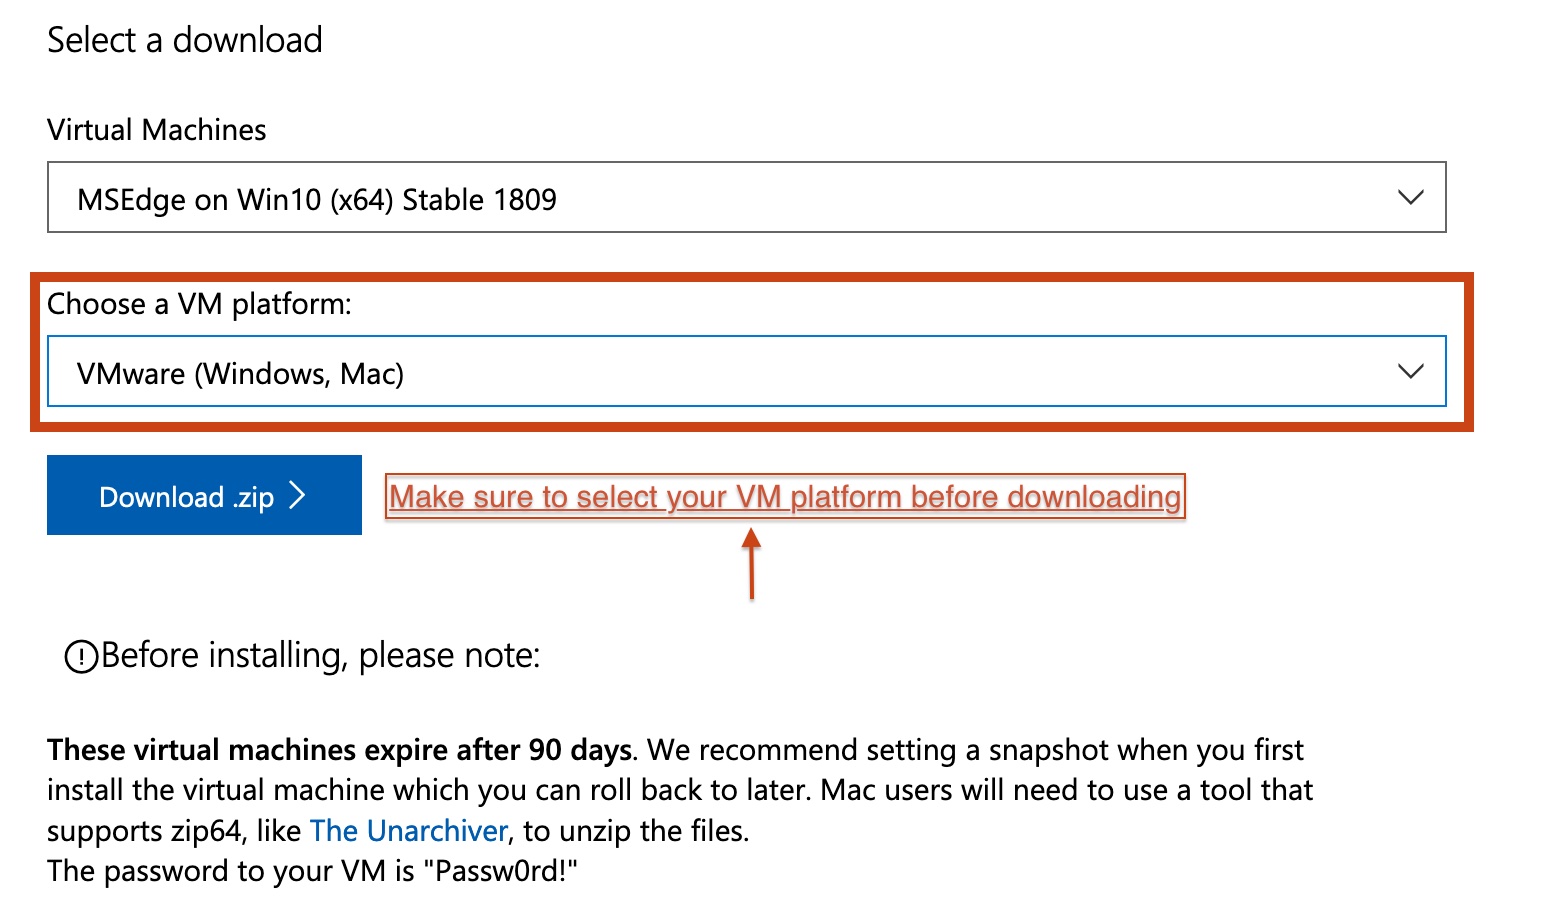 Select a download
Virtual Machines
MSEdge on Win10 (x64) Stable 1809
Choose a VM platform:
VMware (Windows, Mac)
Download .zip
Make sure to select your VM platform before downloading
Before installing, please note:
These virtual machines expire after 90 days. We recommend setting a snapshot when you first
install the virtual machine which you can roll back to later. Mac users will need to use a tool that
supports zip64, like The Unarchiver, to unzip the files.
The password to your VM is "Passw0rd!"